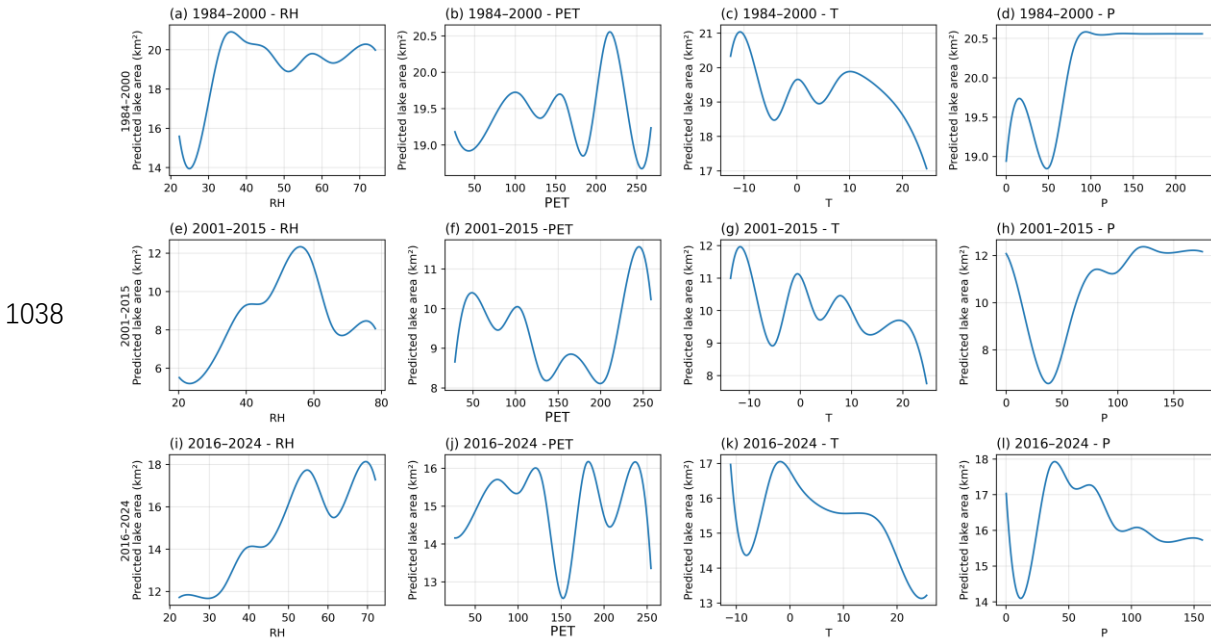 (a) 1984–2000 - RH
(b) 1984–2000 - PET
(c) 1984–2000 - T
(d) 1984–2000 - P
1984–2000
Predicted lake area (km²)
20
18
16
14
20 30 40 50 60 70
RH
Predicted lake area (km²)
20.5
20.0
19.5
19.0
50 100 150 200 250
PET
Predicted lake area (km²)
21
20
19
18
17
−10 0 10 20
T
Predicted lake area (km²)
20.5
20.0
19.5
19.0
0 50 100 150 200
P
(e) 2001–2015 - RH
(f) 2001–2015 -PET
(g) 2001–2015 - T
(h) 2001–2015 - P
1038
2001–2015
Predicted lake area (km²)
12
10
8
6
20 40 60 80
RH
Predicted lake area (km²)
11
10
9
8
50 100 150 200 250
PET
Predicted lake area (km²)
12
11
10
9
8
−10 0 10 20
T
Predicted lake area (km²)
12
10
8
0 50 100 150
P
(i) 2016–2024 - RH
(j) 2016–2024 -PET
(k) 2016–2024 - T
(l) 2016–2024 - P
2016–2024
Predicted lake area (km²)
18
16
14
12
20 30 40 50 60 70
RH
Predicted lake area (km²)
16
15
14
13
50 100 150 200 250
PET
Predicted lake area (km²)
17
16
15
14
13
−10 0 10 20
T
Predicted lake area (km²)
18
17
16
15
14
0 50 100 150
P